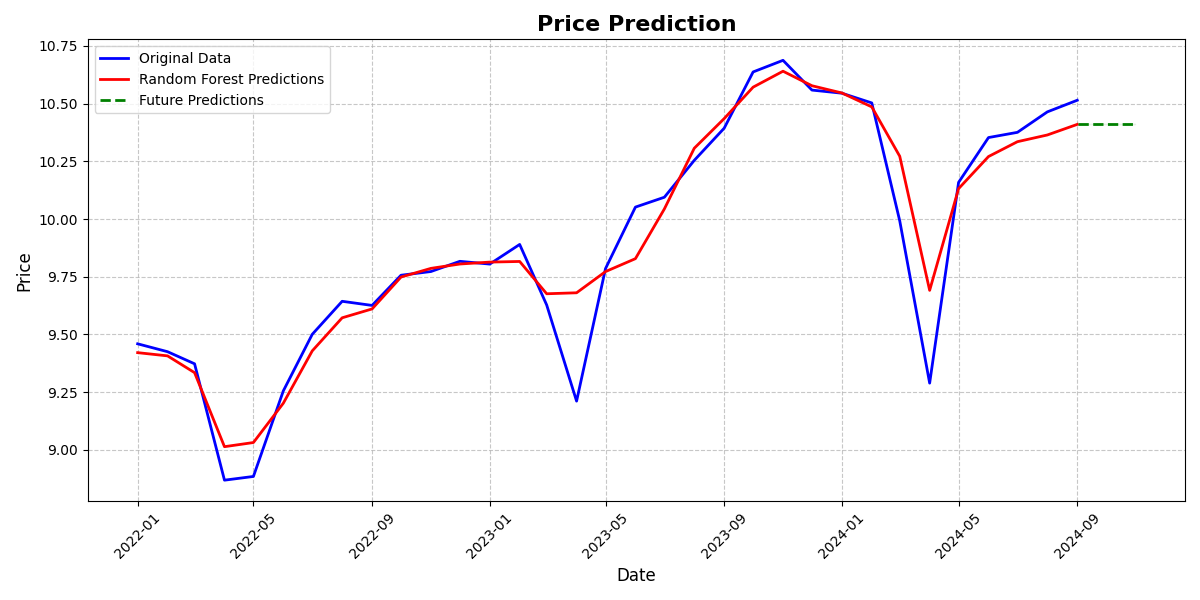 Price Prediction
Original Data
Random Forest Predictions
Future Predictions
Price
10.75
10.50
10.25
10.00
9.75
9.50
9.25
9.00
2022-01
2022-05
2022-09
2023-01
2023-05
2023-09
2024-01
2024-05
2024-09
Date